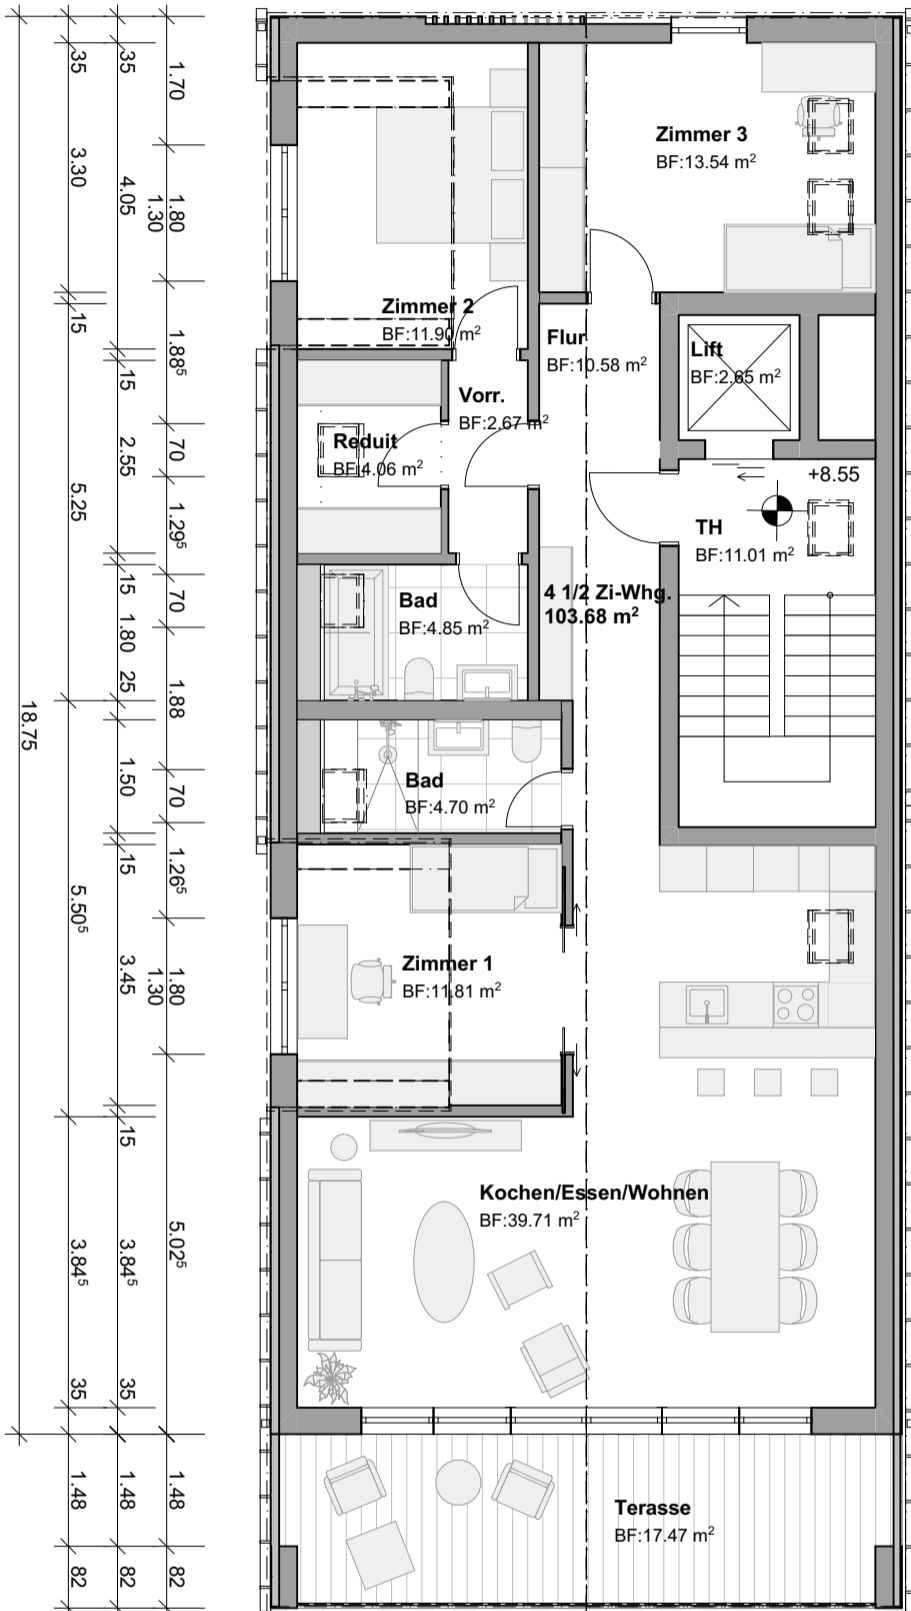 Zimmer 3
BF:13.54 m²
Zimmer 2
BF:11.90 m²
Flur
BF:10.58 m²
Lift
BF:2.65 m²
Vorr.
BF:2.67 m²
Reduit
BF:4.06 m²
+8.55
TH
BF:11.01 m²
Bad
BF:4.85 m²
4 1/2 Zi-Whg.
103.68 m²
Bad
BF:4.70 m²
Zimmer 1
BF:11.81 m²
Kochen/Essen/Wohnen
BF:39.71 m²
Terasse
BF:17.47 m²
18.75
35
3.30
15
5.25
5.50⁵
3.84⁵
35
1.48
82
35
4.05
15
2.55
15
1.80
25
1.50
15
3.45
15
3.84⁵
35
1.48
82
1.70
1.80
1.30
1.88⁵
70
1.29⁵
70
1.88
70
1.26⁵
1.80
1.30
5.02⁵
1.48
82